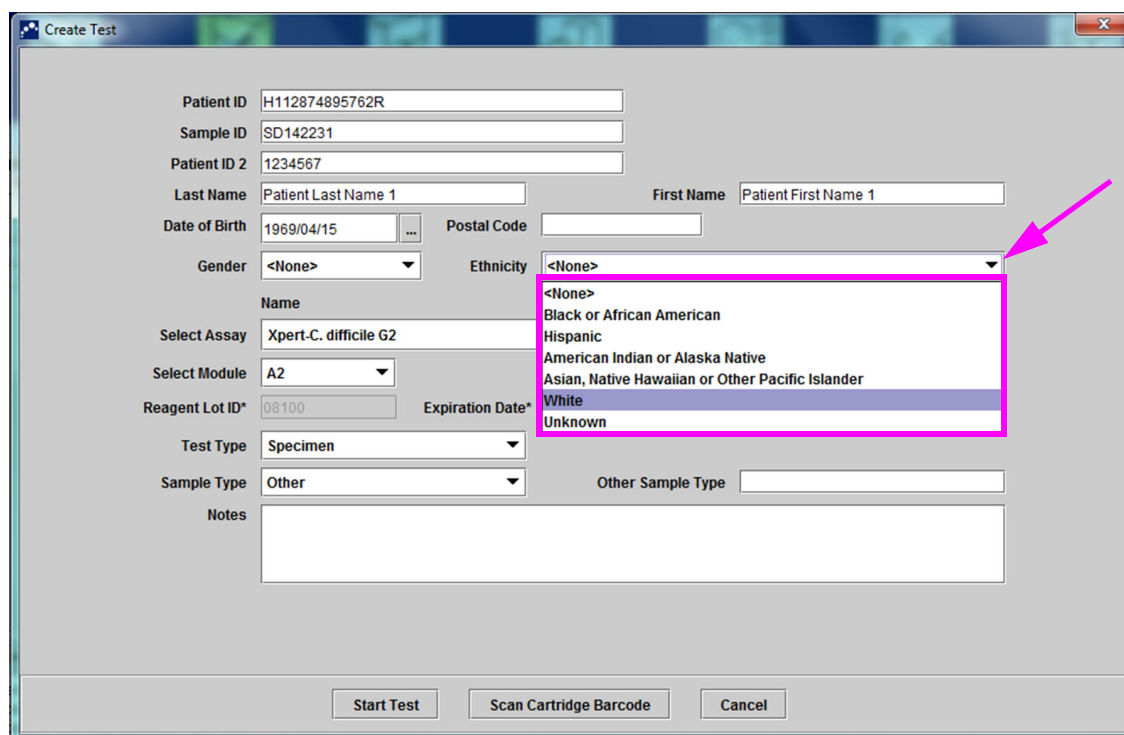 Create Test
Patient ID H112874895762R
Sample ID SD142231
Patient ID 2 1234567
Last Name Patient Last Name 1 First Name Patient First Name 1
Date of Birth 1969/04/15 ... Postal Code
Gender <None> Ethnicity <None>
<None>
Name
Black or African American
Hispanic
Select Assay Xpert-C. difficile G2
American Indian or Alaska Native
Select Module A2
Asian, Native Hawaiian or Other Pacific Islander
White
Reagent Lot ID* 08100 Expiration Date*
Unknown
Test Type Specimen
Sample Type Other Other Sample Type
Notes
Start Test Scan Cartridge Barcode Cancel